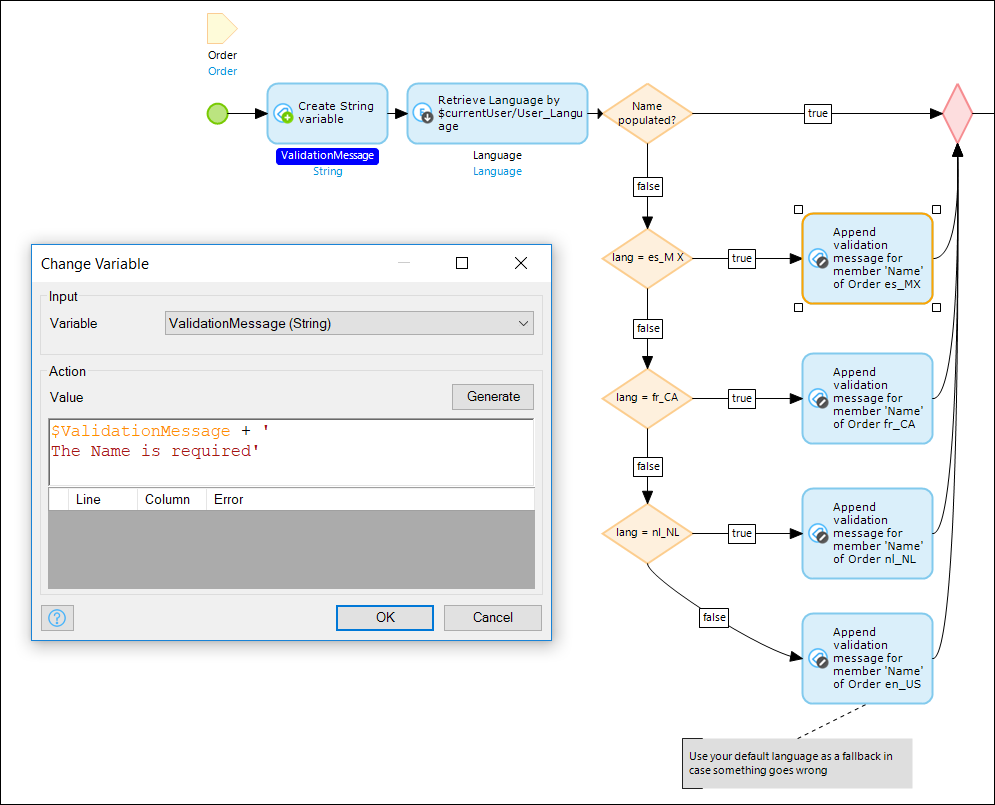 Order
Order
Create String
variable
ValidationMessage
String
Retrieve Language by
$currentUser/User_Langu
age
Language
Language
Name
populated?
true
false
lang = es_M X
true
Append
validation
message for
member 'Name'
of Order es_MX
false
lang = fr_CA
true
Append
validation
message for
member 'Name'
of Order fr_CA
false
lang = nl_NL
true
Append
validation
message for
member 'Name'
of Order nl_NL
false
Append
validation
message for
member 'Name'
of Order en_US
Use your default language as a fallback in
case something goes wrong
Change Variable
Input
Variable
ValidationMessage (String)
Action
Value
Generate
$ValidationMessage + '
The Name is required'
Line Column Error
?
OK
Cancel